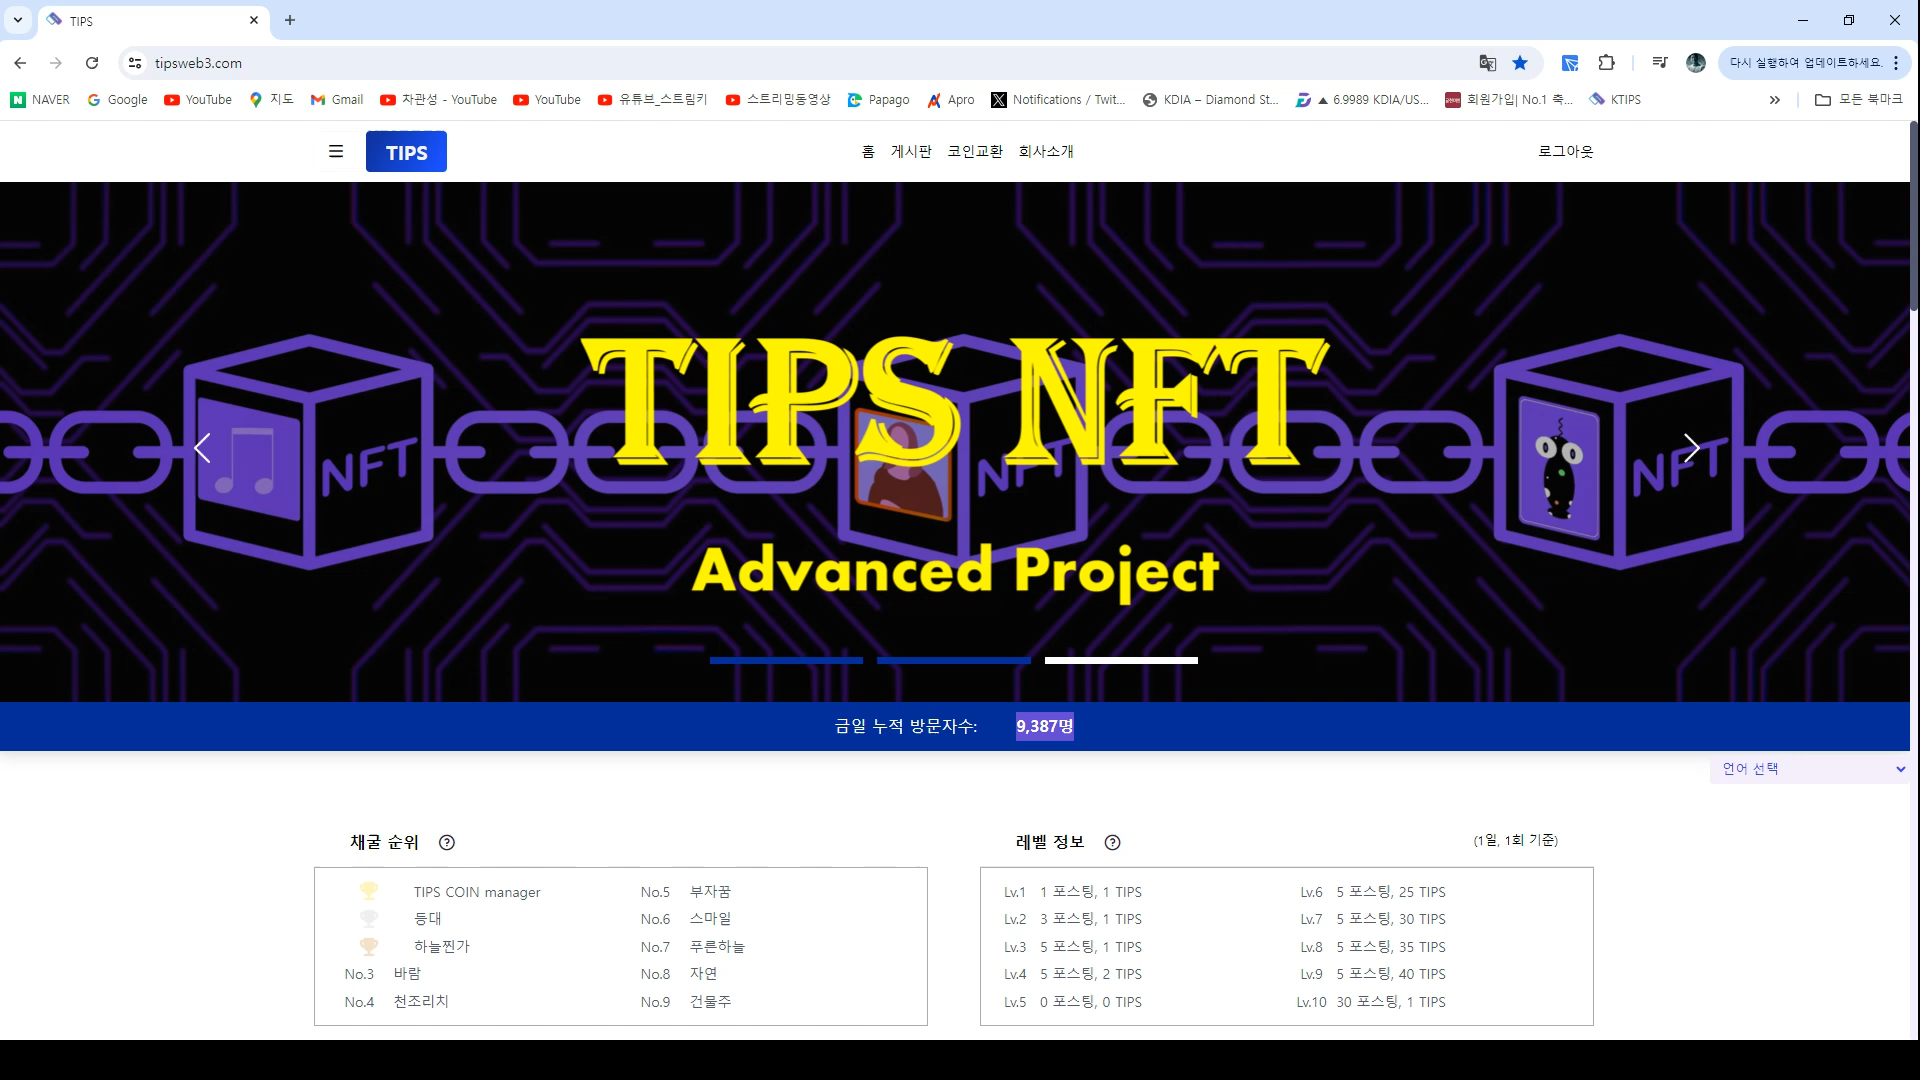 TIPS
tipsweb3.com
다시 실행하여 업데이트하세요.
NAVER
Google
YouTube
지도
Gmail
차관성 - YouTube
YouTube
유튜브_스트림키
스트리밍동영상
Papago
Apro
Notifications / Twit...
KDIA – Diamond St...
▲ 6.9989 KDIA/US...
회원가입| No.1 축...
KTIPS
»
모든 북마크
TIPS
홈 게시판 코인교환 회사소개
로그아웃
NFT
NFT
NFT
TIPS NFT
Advanced Project
금일 누적 방문자수: 9,387명
언어 선택
채굴 순위
TIPS COIN manager
등대
하늘찐가
No.3 바람
No.4 천조리치
No.5 부자꿈
No.6 스마일
No.7 푸른하늘
No.8 자연
No.9 건물주
레벨 정보
(1일, 1회 기준)
Lv.1 1 포스팅, 1 TIPS
Lv.2 3 포스팅, 1 TIPS
Lv.3 5 포스팅, 1 TIPS
Lv.4 5 포스팅, 2 TIPS
Lv.5 0 포스팅, 0 TIPS
Lv.6 5 포스팅, 25 TIPS
Lv.7 5 포스팅, 30 TIPS
Lv.8 5 포스팅, 35 TIPS
Lv.9 5 포스팅, 40 TIPS
Lv.10 30 포스팅, 1 TIPS